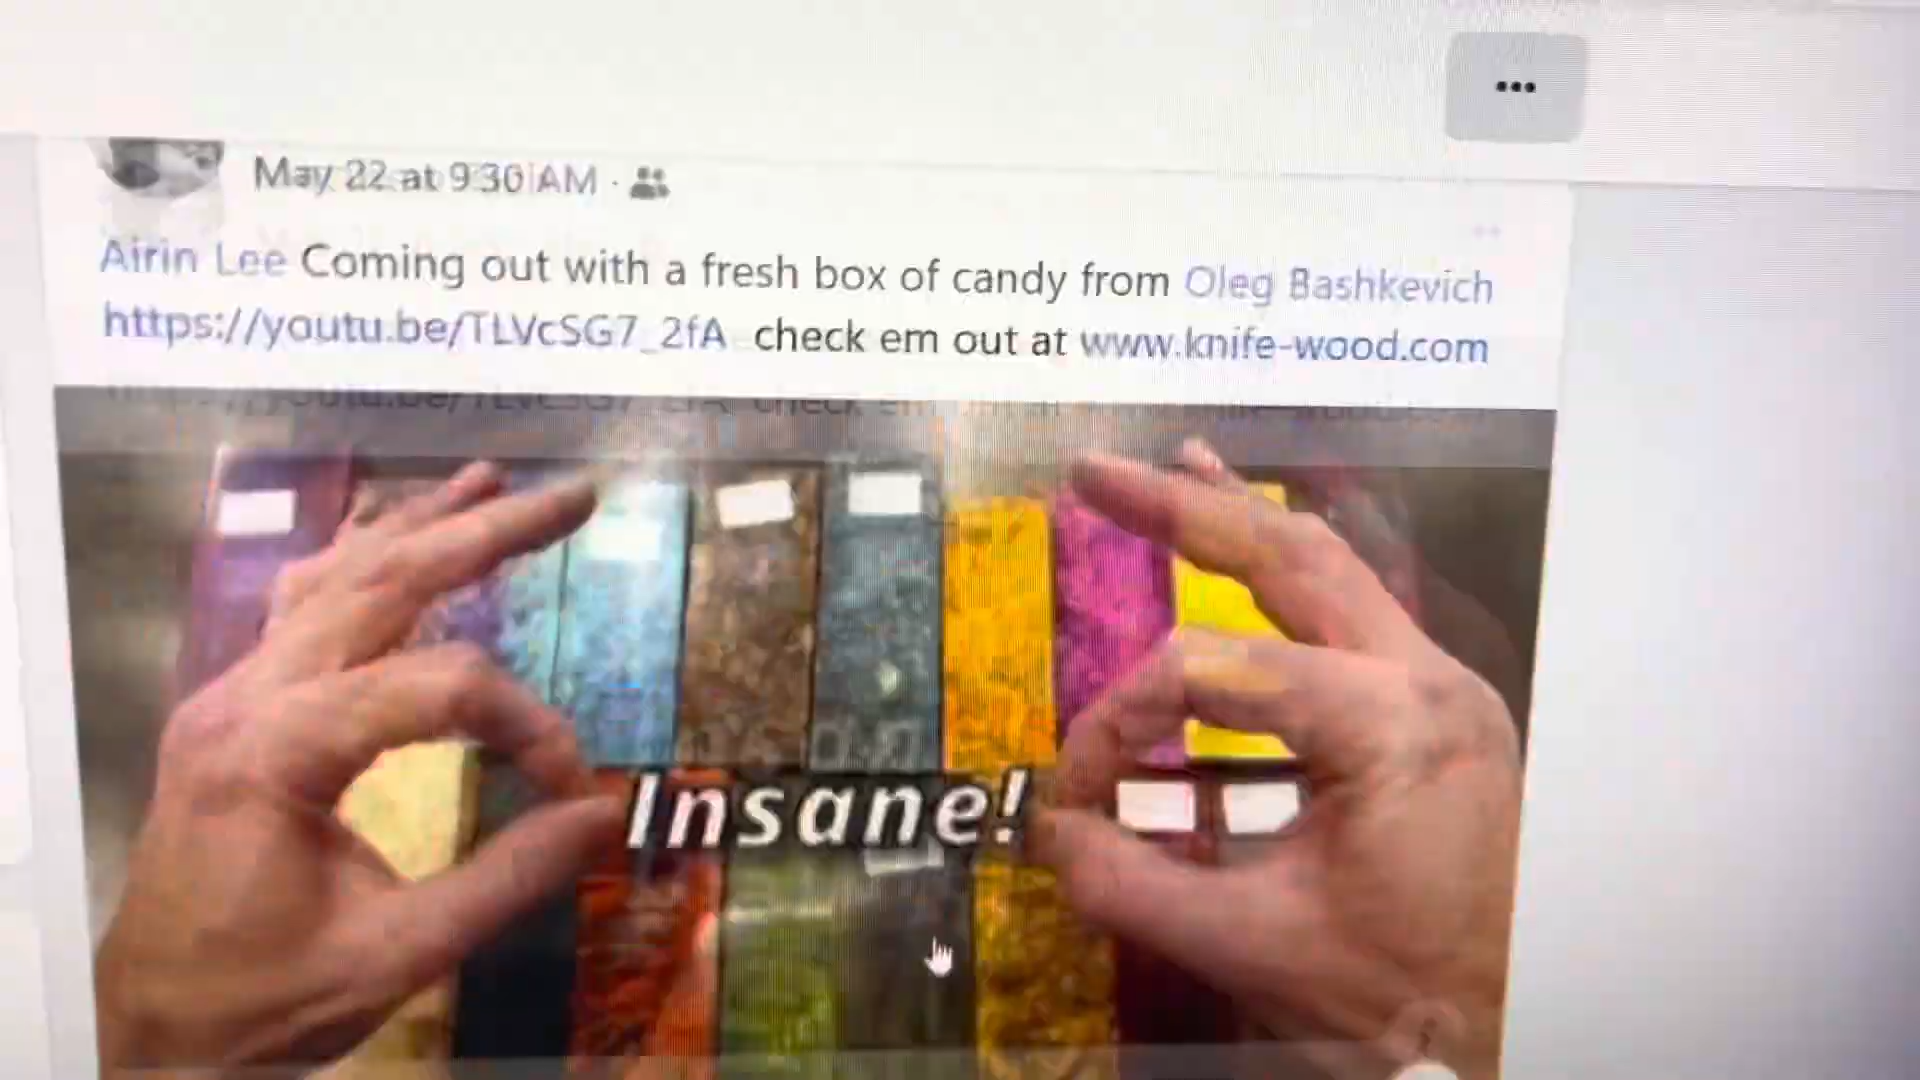 May 22 at 9:30 AM ·
Airin Lee Coming out with a fresh box of candy from Oleg Bashkevich
https://youtu.be/TLVcSG7_2fA check em out at www.knife-wood.com
Insane!